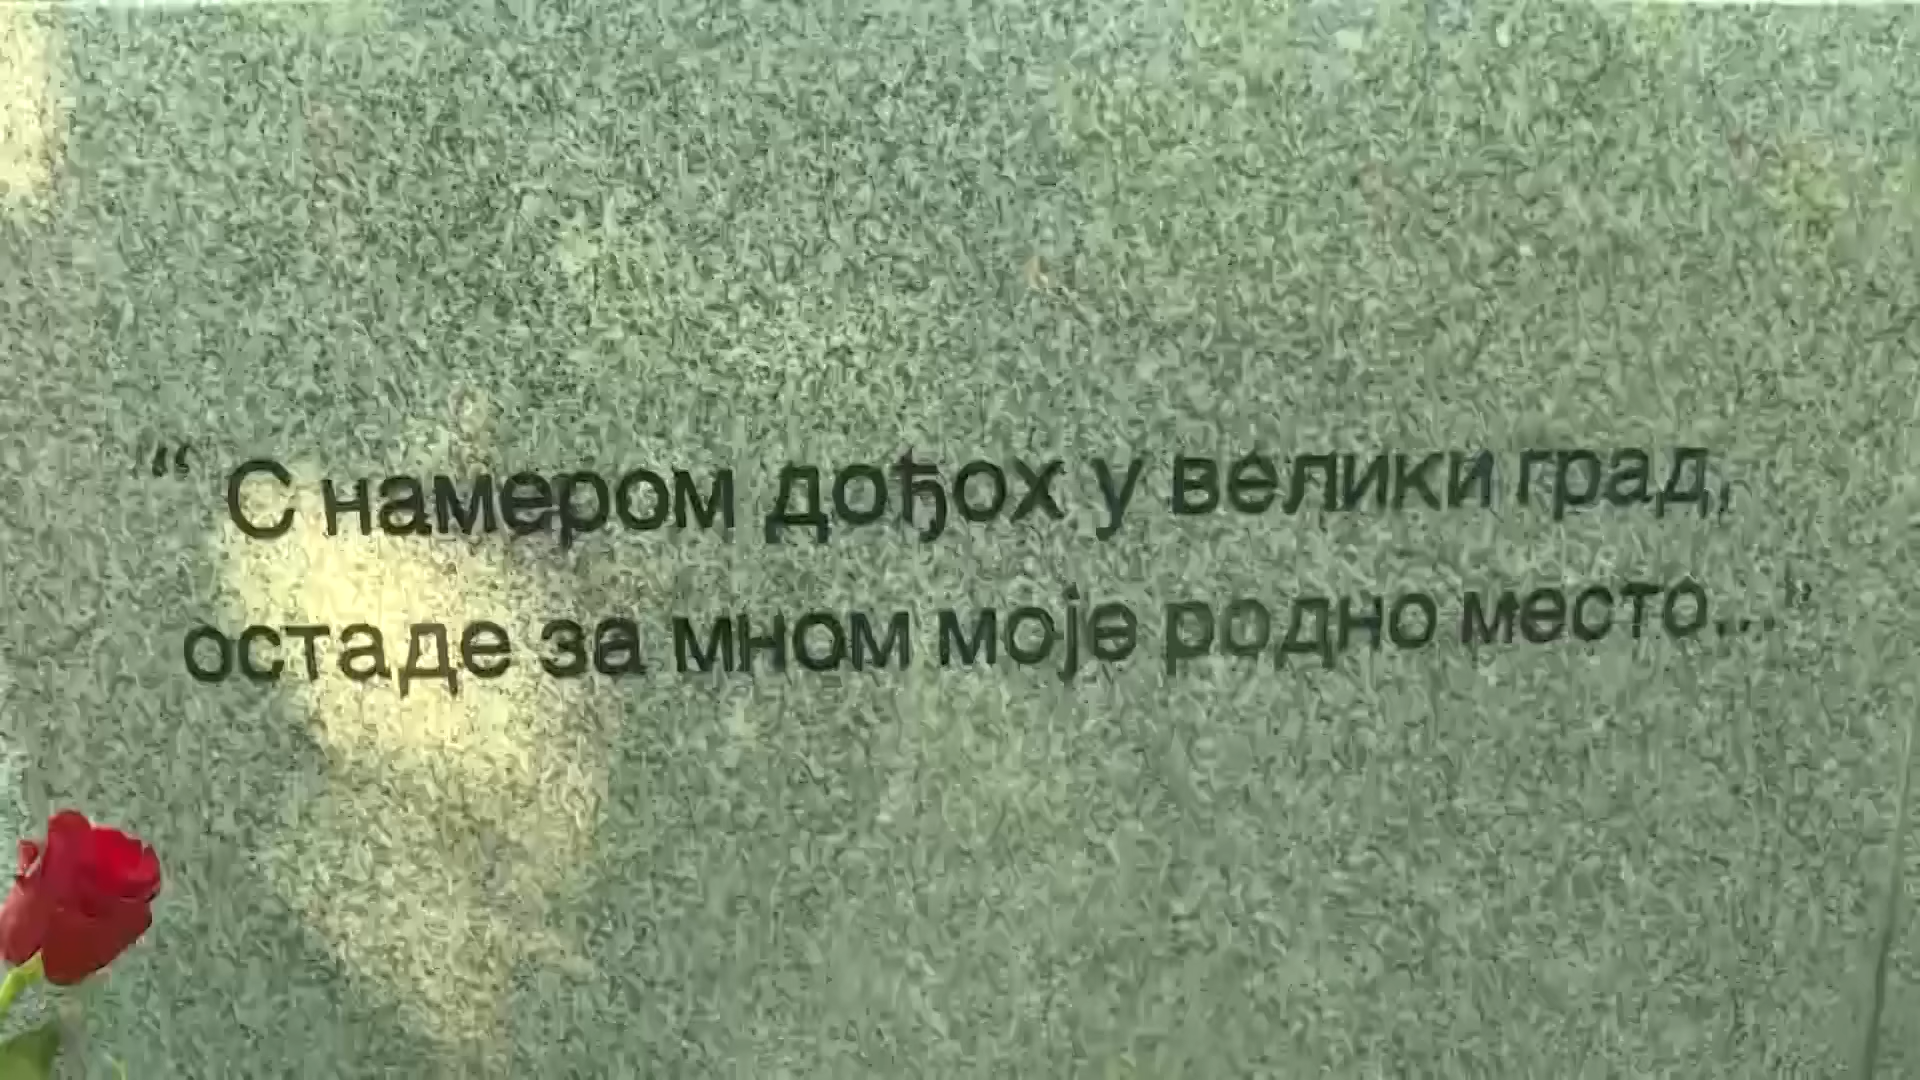 “ С намером дођох у велики град,
остаде за мном моје родно место...”